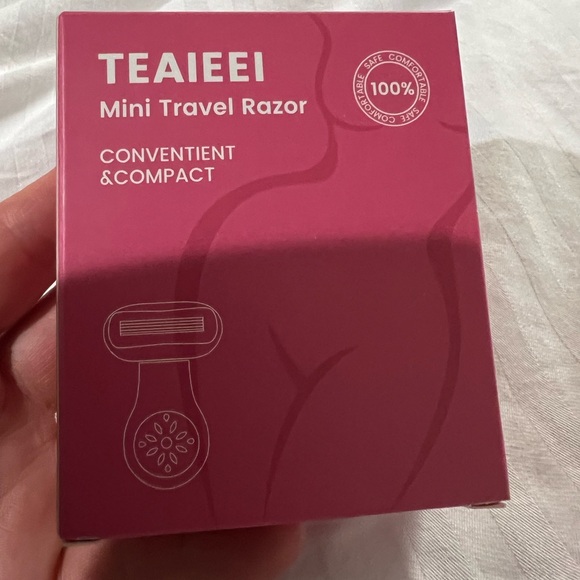 TEAIEEI
Mini Travel Razor
CONVENTIENT
&COMPACT
SAFE COMFORTABLE SAFE COMFORTABLE
100%